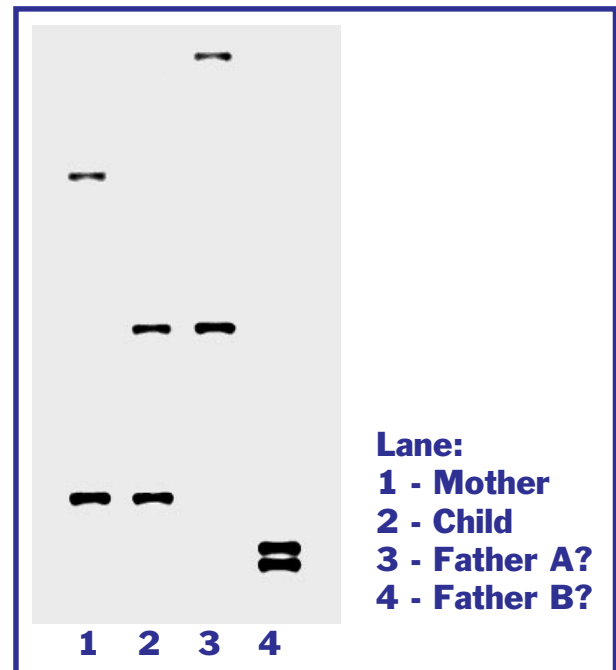 Lane:
1 - Mother
2 - Child
3 - Father A?
4 - Father B?
1 2 3 4